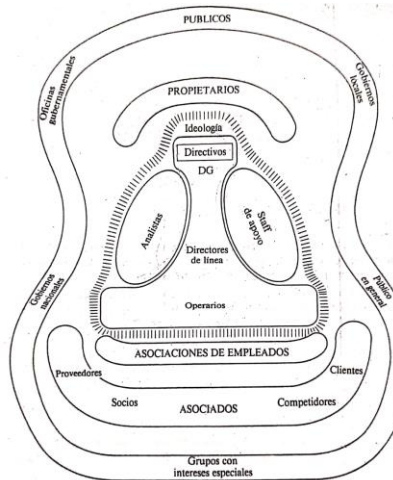 PUBLICOS
Oficinas
gubernamentales
Gobiernos
locales
PROPIETARIOS
Ideología
Directivos
DG
Analistas
Staff
de apoyo
Directores
de línea
Gobiernos
nacionales
Público
en general
Operarios
ASOCIACIONES DE EMPLEADOS
Proveedores
Clientes
Socios
Competidores
ASOCIADOS
Grupos con
intereses especiales